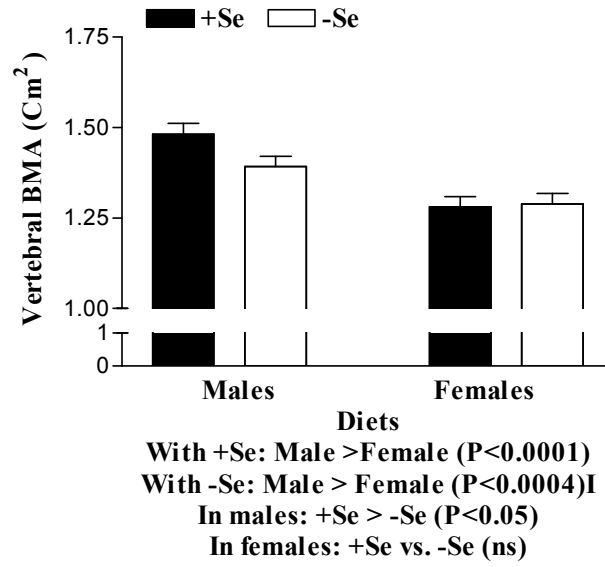 +Se -Se
Vertebral BMA (Cm²)
1.75
1.50
1.25
1.00
1
0
Males Females
Diets
With +Se: Male >Female (P<0.0001)
With -Se: Male > Female (P<0.0004)I
In males: +Se > -Se (P<0.05)
In females: +Se vs. -Se (ns)